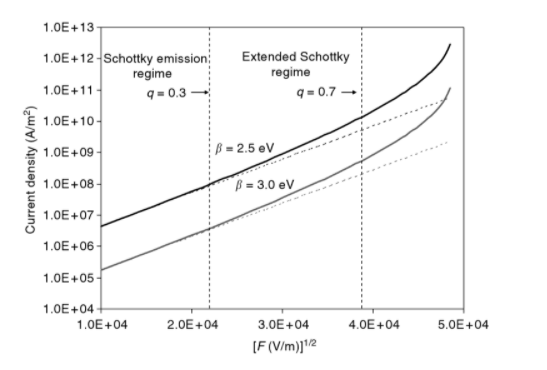 1.0E+13
1.0E+12
1.0E+11
1.0E+10
1.0E+09
1.0E+08
1.0E+07
1.0E+06
1.0E+05
1.0E+04
Current density (A/m²)
Schottky emission
regime
q = 0.3
Extended Schottky
regime
q = 0.7
β = 2.5 eV
β = 3.0 eV
1.0E+04 2.0E+04 3.0E+04 4.0E+04 5.0E+04
[F (V/m)]^1/2